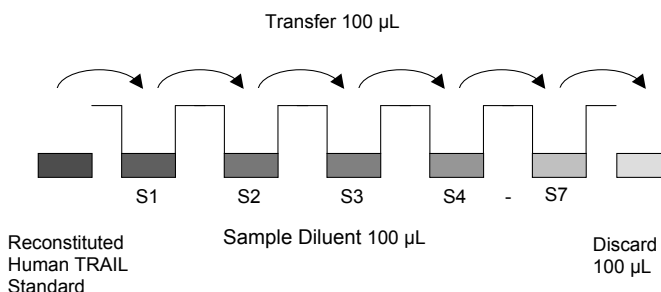 Transfer 100 µL
S1 S2 S3 S4 - S7
Sample Diluent 100 µL
Reconstituted
Human TRAIL
Standard
Discard
100 µL